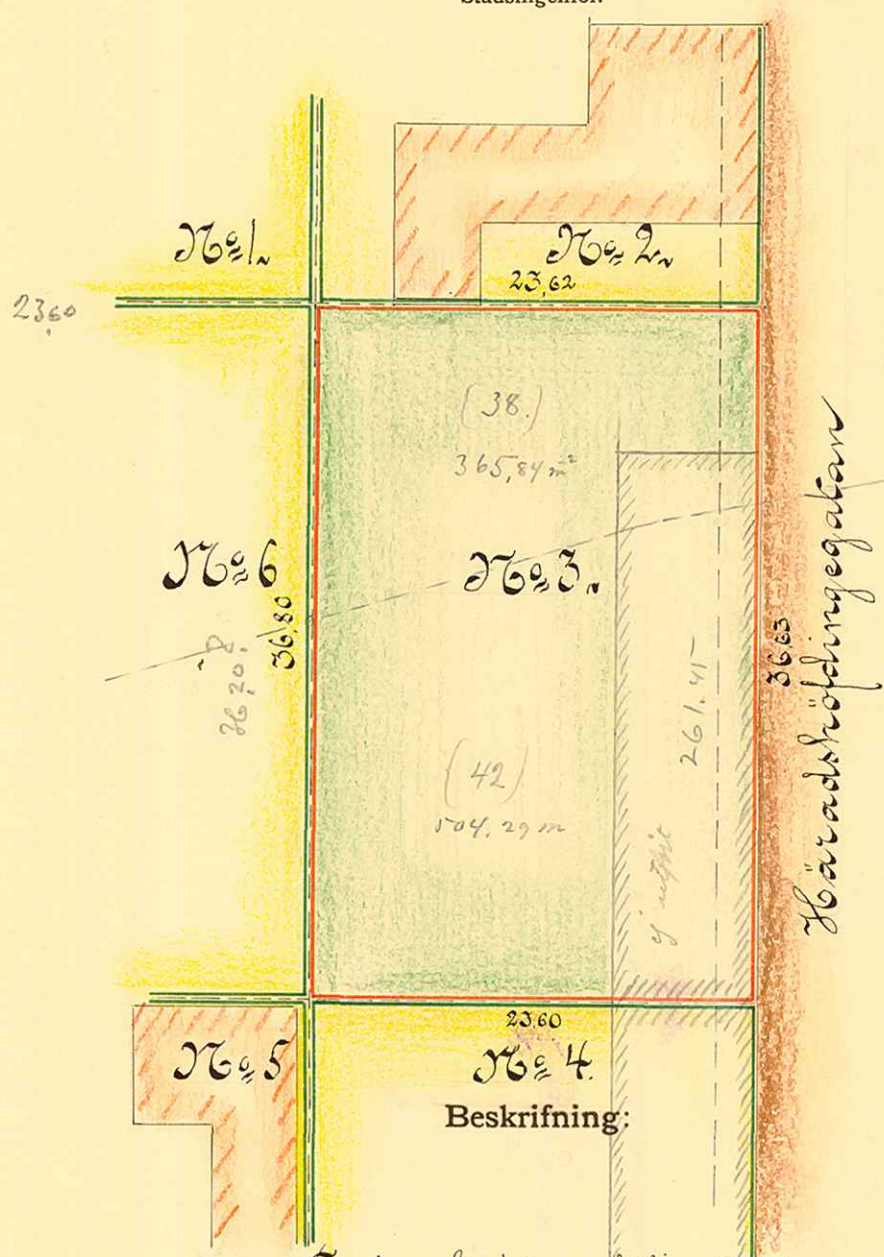 Stadsingeniör.
No 1.
No 2.
23,62
23,60
(38.)
365,84 m²
No 6
No 3.
36,80
36,63
Häradshöfdingegatan
261.45
(42)
504,29 m
23,60
No 5
No 4.
Beskrifning: